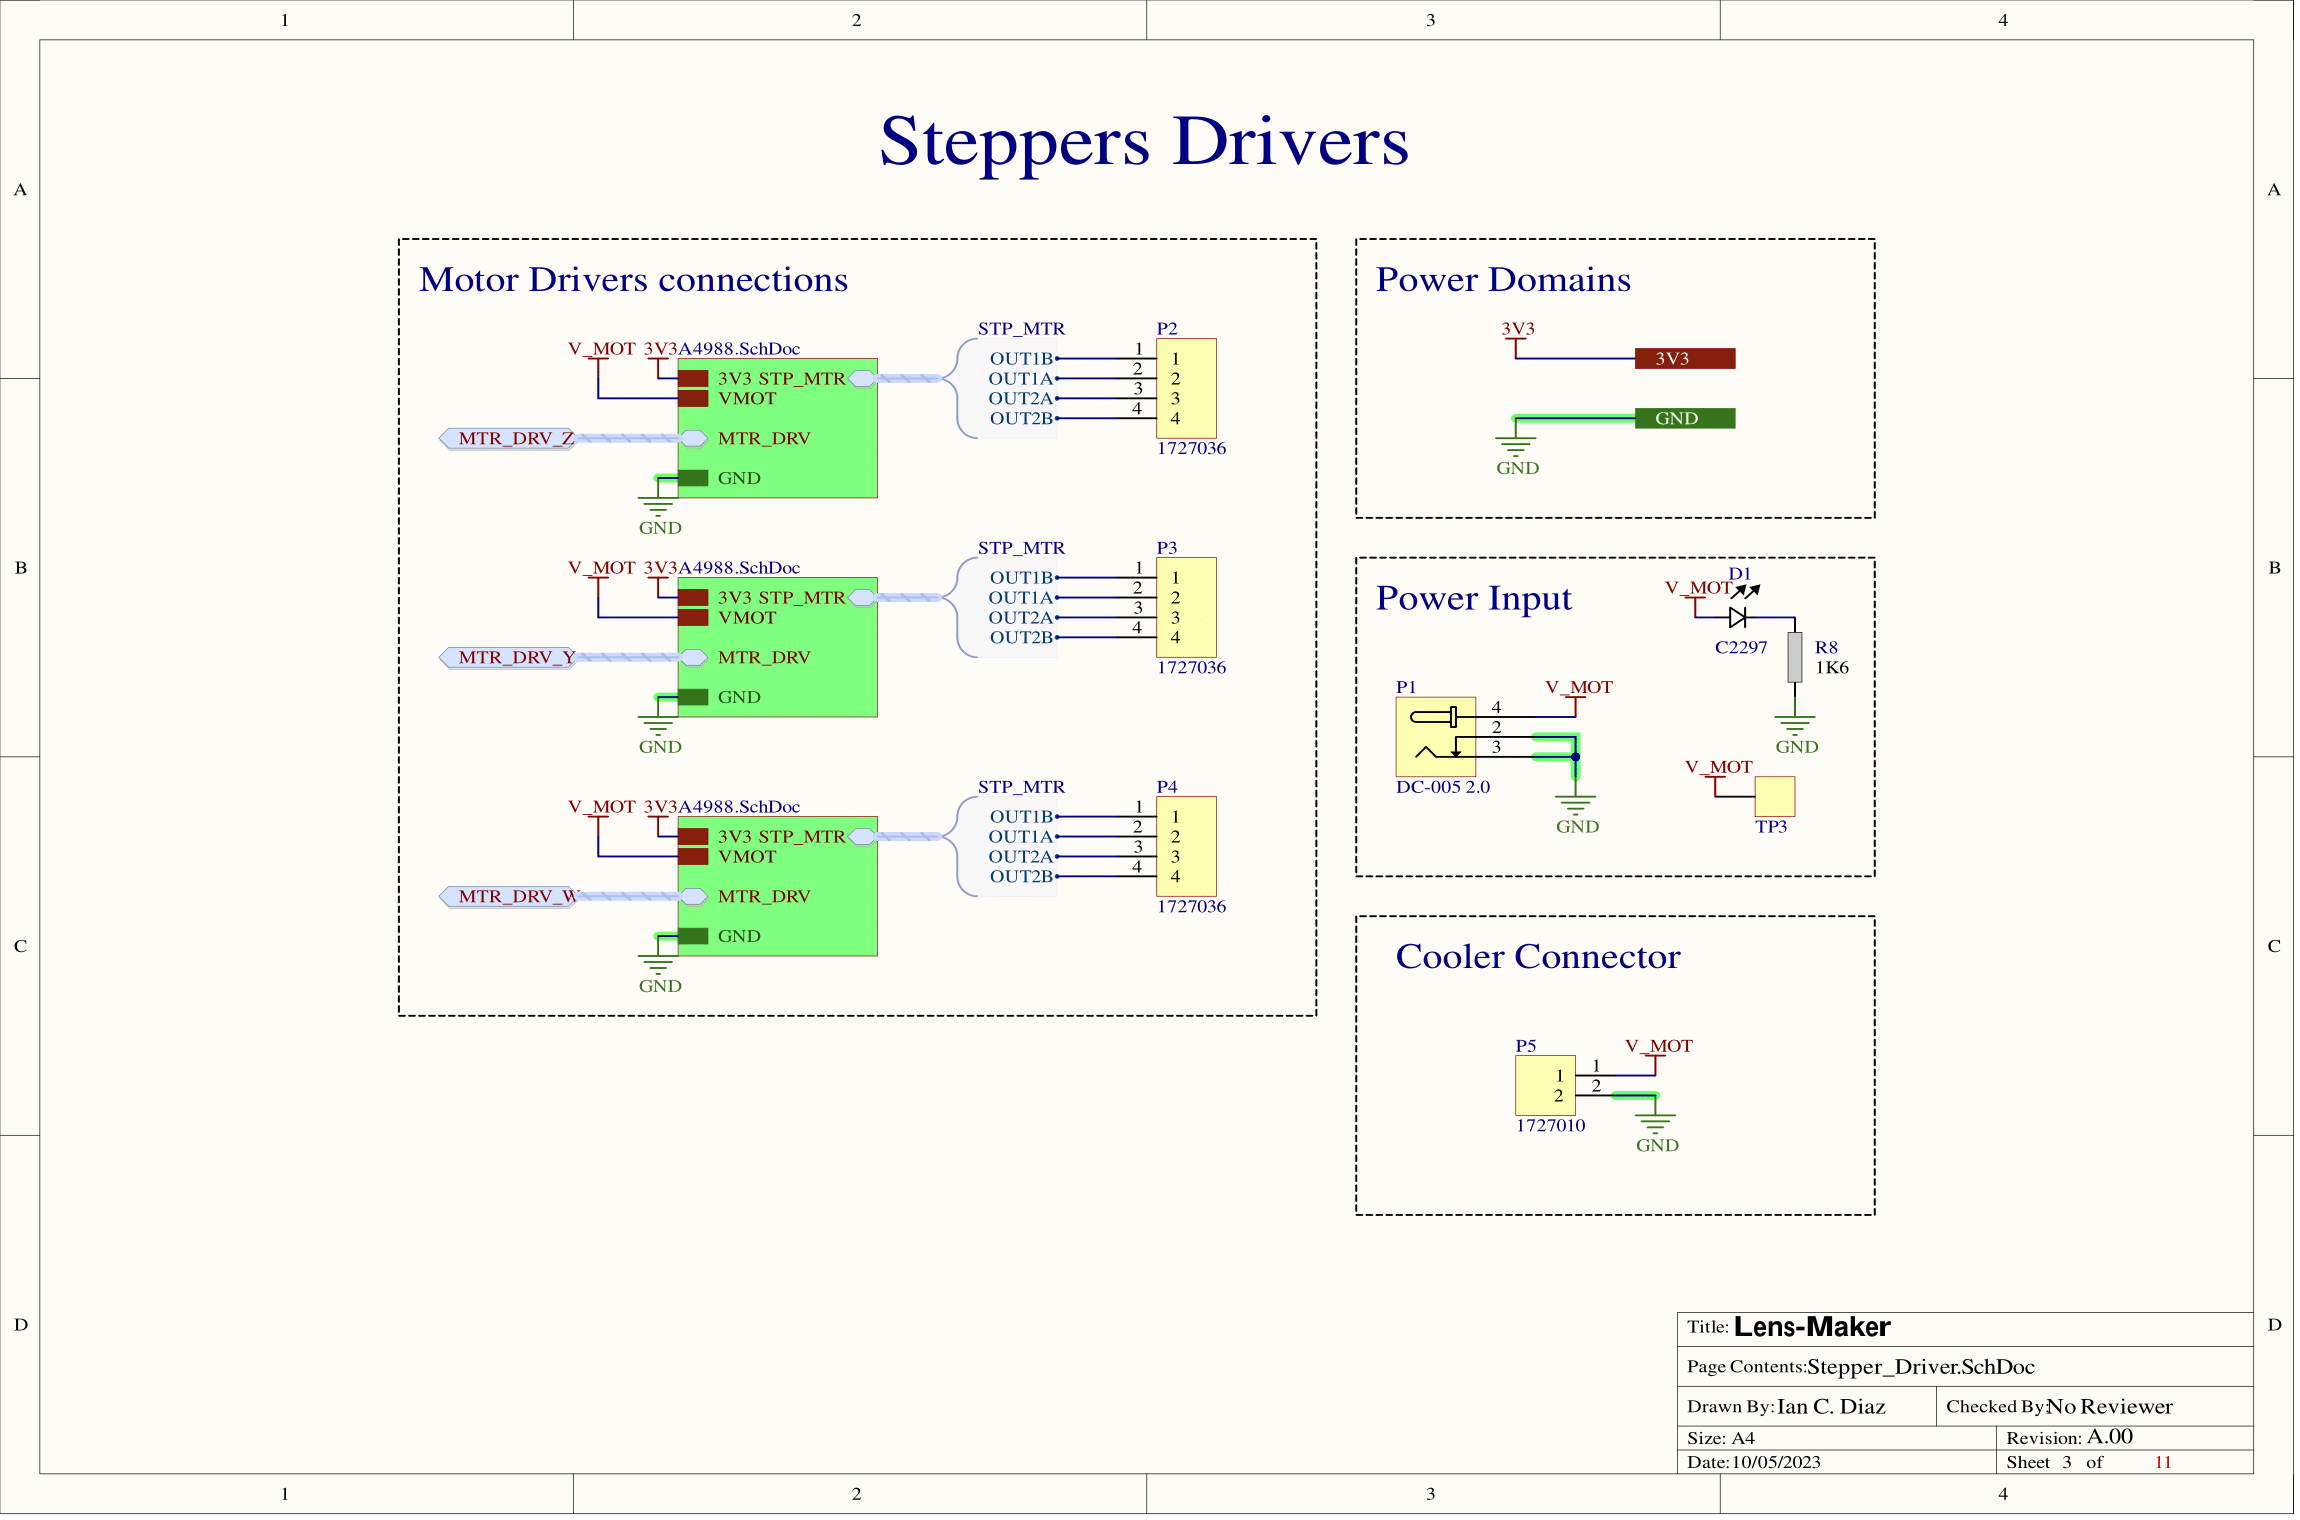 1 2 3 4
Steppers Drivers
A A
Motor Drivers connections
V_MOT 3V3 A4988.SchDoc
3V3 STP_MTR
VMOT
MTR_DRV_Z
MTR_DRV
GND
GND
STP_MTR
OUT1B
OUT1A
OUT2A
OUT2B
P2
1 1
2 2
3 3
4 4
1727036
V_MOT 3V3 A4988.SchDoc
3V3 STP_MTR
VMOT
MTR_DRV_Y
MTR_DRV
GND
GND
STP_MTR
OUT1B
OUT1A
OUT2A
OUT2B
P3
1 1
2 2
3 3
4 4
1727036
V_MOT 3V3 A4988.SchDoc
3V3 STP_MTR
VMOT
MTR_DRV_W
MTR_DRV
GND
GND
STP_MTR
OUT1B
OUT1A
OUT2A
OUT2B
P4
1 1
2 2
3 3
4 4
1727036
Power Domains
3V3
3V3
GND
GND
B B
Power Input
D1
V_MOT
C2297
R8
1K6
GND
P1
V_MOT
4
2
3
DC-005 2.0
GND
V_MOT
TP3
C C
Cooler Connector
P5
V_MOT
1 1
2 2
1727010
GND
D D
Title: Lens-Maker
Page Contents:Stepper_Driver.SchDoc
Drawn By: Ian C. Diaz Checked By:No Reviewer
Size: A4 Revision: A.00
Date:10/05/2023 Sheet 3 of 11
1 2 3 4